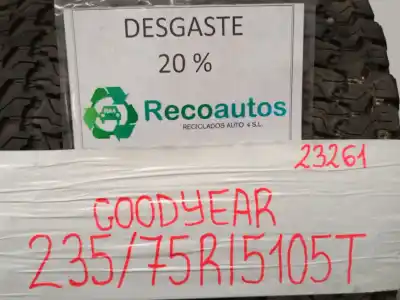 DESGASTE
20 %
Recoautos
RECICLADOS AUTO 4 S.L.
23261
GOODYEAR
235/75R15105T